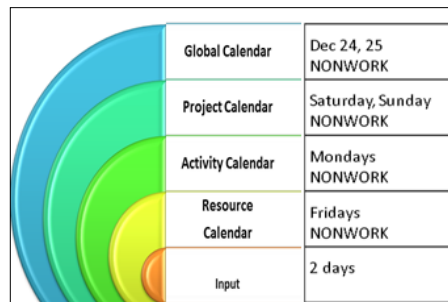 Global Calendar
Dec 24, 25
NONWORK
Project Calendar
Saturday, Sunday
NONWORK
Activity Calendar
Mondays
NONWORK
Resource
Calendar
Fridays
NONWORK
Input
2 days